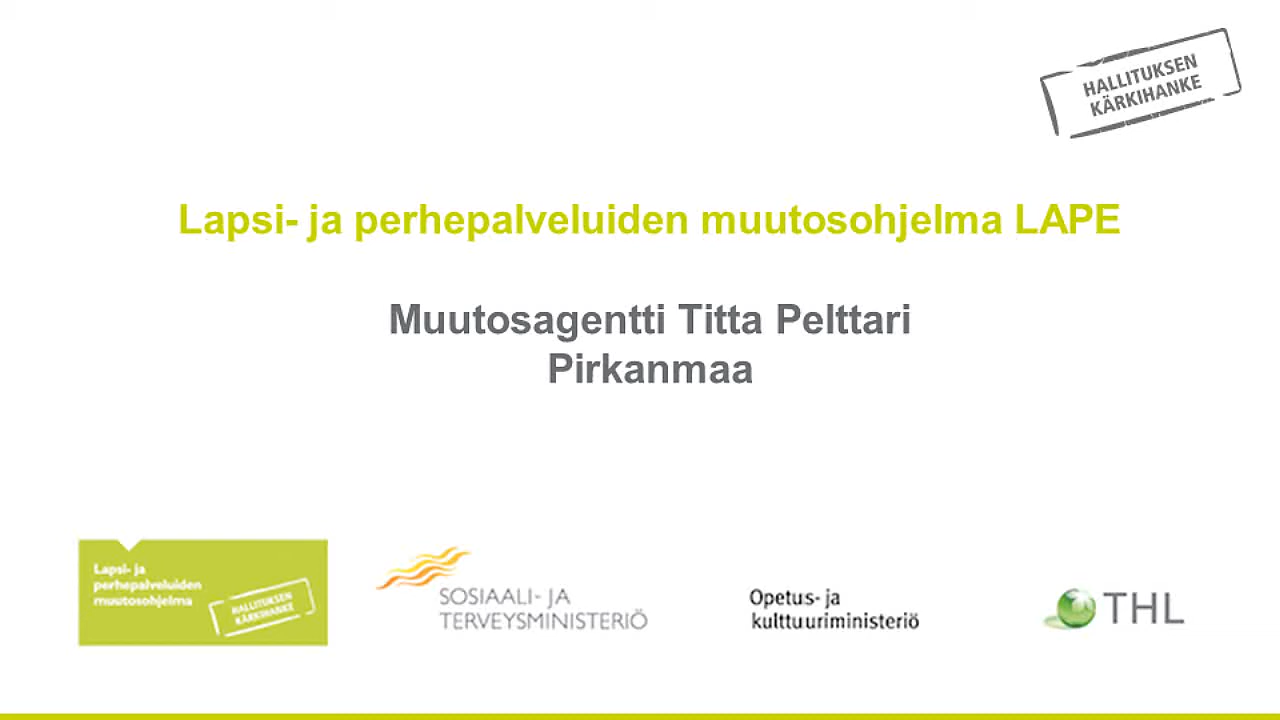 HALLITUKSEN
KÄRKIHANKE
Lapsi- ja perhepalveluiden muutosohjelma LAPE
Muutosagentti Titta Pelttari
Pirkanmaa
Lapsi- ja
perhepalveluiden
muutosohjelma
HALLITUKSEN
KÄRKIHANKE
SOSIAALI- JA
TERVEYSMINISTERIÖ
Opetus- ja
kulttuuriministeriö
THL